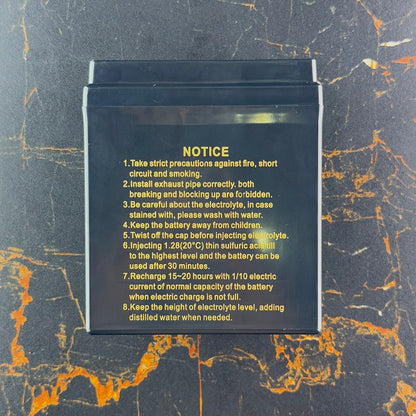 NOTICE
1.Take strict precautions against fire, short
circuit and smoking.
2.Install exhaust pipe correctly. both
breaking and blocking up are forbidden.
3.Be careful about the electrolyte, in case
stained with, please wash with water.
4.Keep the battery away from children.
5.Twist off the cap before injecting electrolyte.
6.Injecting 1.28(20°C) thin sulfuric acid till
to the highest level and the battery can be
used after 30 minutes.
7.Recharge 15~20 hours with 1/10 electric
current of normal capacity of the battery
when electric charge is not full.
8.Keep the height of electrolyte level, adding
distilled water when needed.